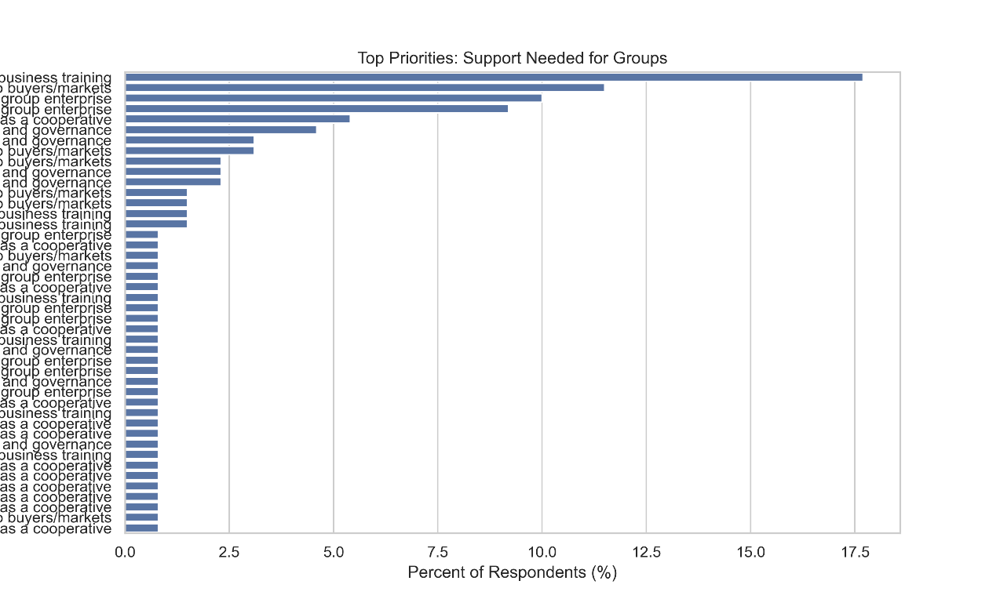 Top Priorities: Support Needed for Groups
business training
buyers/markets
group enterprise
group enterprise
as a cooperative
and governance
and governance
buyers/markets
buyers/markets
and governance
and governance
buyers/markets
buyers/markets
business training
business training
group enterprise
as a cooperative
buyers/markets
and governance
group enterprise
as a cooperative
business training
group enterprise
group enterprise
as a cooperative
business training
and governance
group enterprise
group enterprise
and governance
group enterprise
as a cooperative
business training
as a cooperative
as a cooperative
and governance
business training
as a cooperative
as a cooperative
as a cooperative
as a cooperative
as a cooperative
buyers/markets
as a cooperative
0.0 2.5 5.0 7.5 10.0 12.5 15.0 17.5
Percent of Respondents (%)